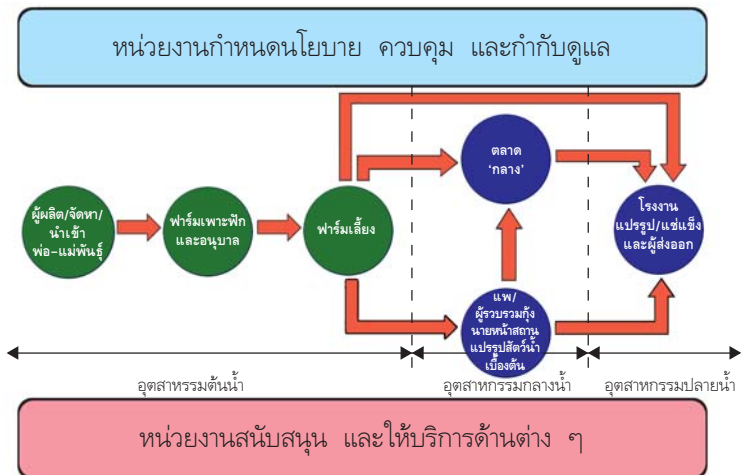 หน่วยงานกำหนดนโยบาย ควบคุม และกำกับดูแล
ตลาด
'กลาง'
ผู้ผลิต/จัดหา/
นำเข้า
พ่อ-แม่พันธุ์
ฟาร์มเพาะฟัก
และอนุบาล
ฟาร์มเลี้ยง
โรงงาน
แปรรูป/แช่แข็ง
และผู้ส่งออก
แพ/
ผู้รวบรวมกุ้ง
นายหน้าสถาน
แปรรูปสัตว์น้ำ
เบื้องต้น
อุตสาหรรมต้นน้ำ
อุตสาหกรรมกลางน้ำ
อุตสาหกรรมปลายน้ำ
หน่วยงานสนับสนุน และให้บริการด้านต่าง ๆ